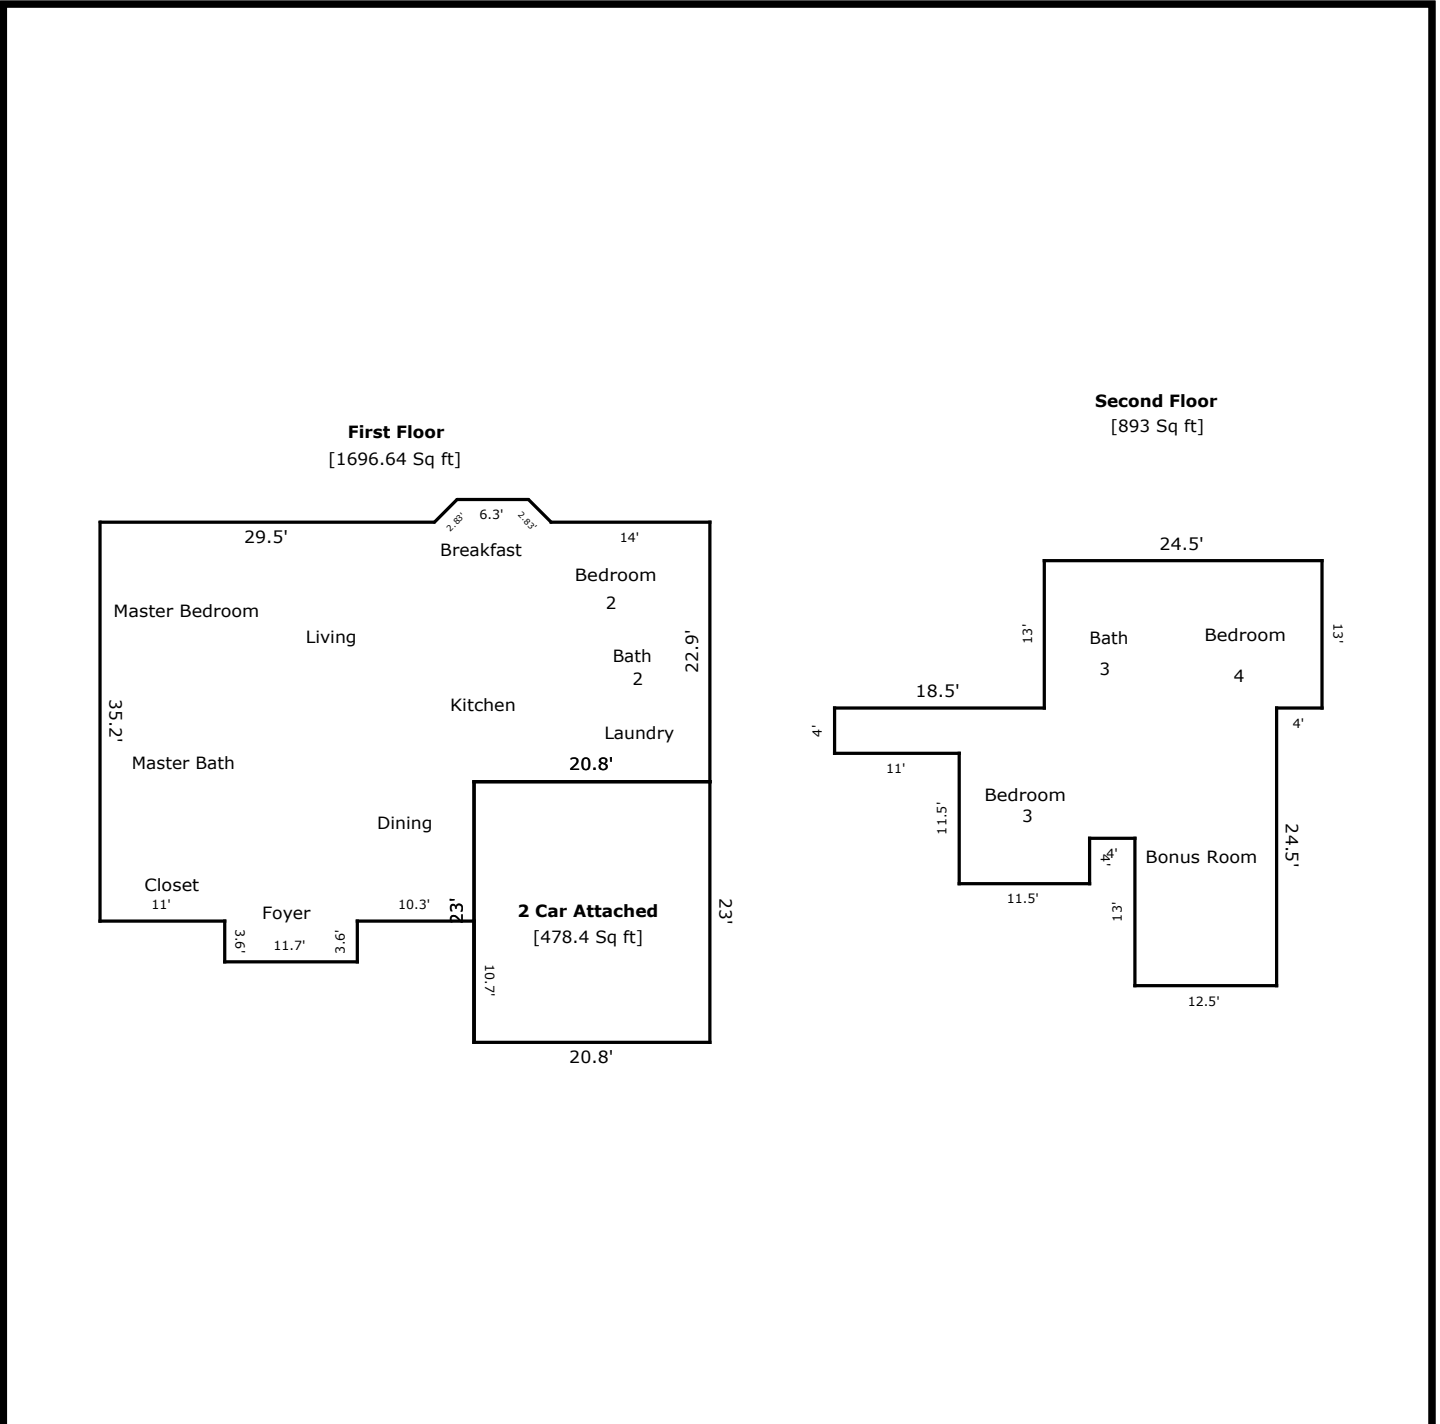 Second Floor
[893 Sq ft]
First Floor
[1696.64 Sq ft]
6.3'
2.83'
2.83'
29.5'
14'
Breakfast
Bedroom
2
Master Bedroom
Living
22.9'
Bath
2
35.2'
Kitchen
Laundry
Master Bath
20.8'
Dining
Closet
11'
Foyer
10.3'
23'
2 Car Attached
[478.4 Sq ft]
23'
3.6'
11.7'
3.6'
10.7'
20.8'
24.5'
13'
Bath
3
Bedroom
4
13'
18.5'
4'
4'
11'
Bedroom
3
11.5'
4'
4'
Bonus Room
24.5'
11.5'
13'
12.5'